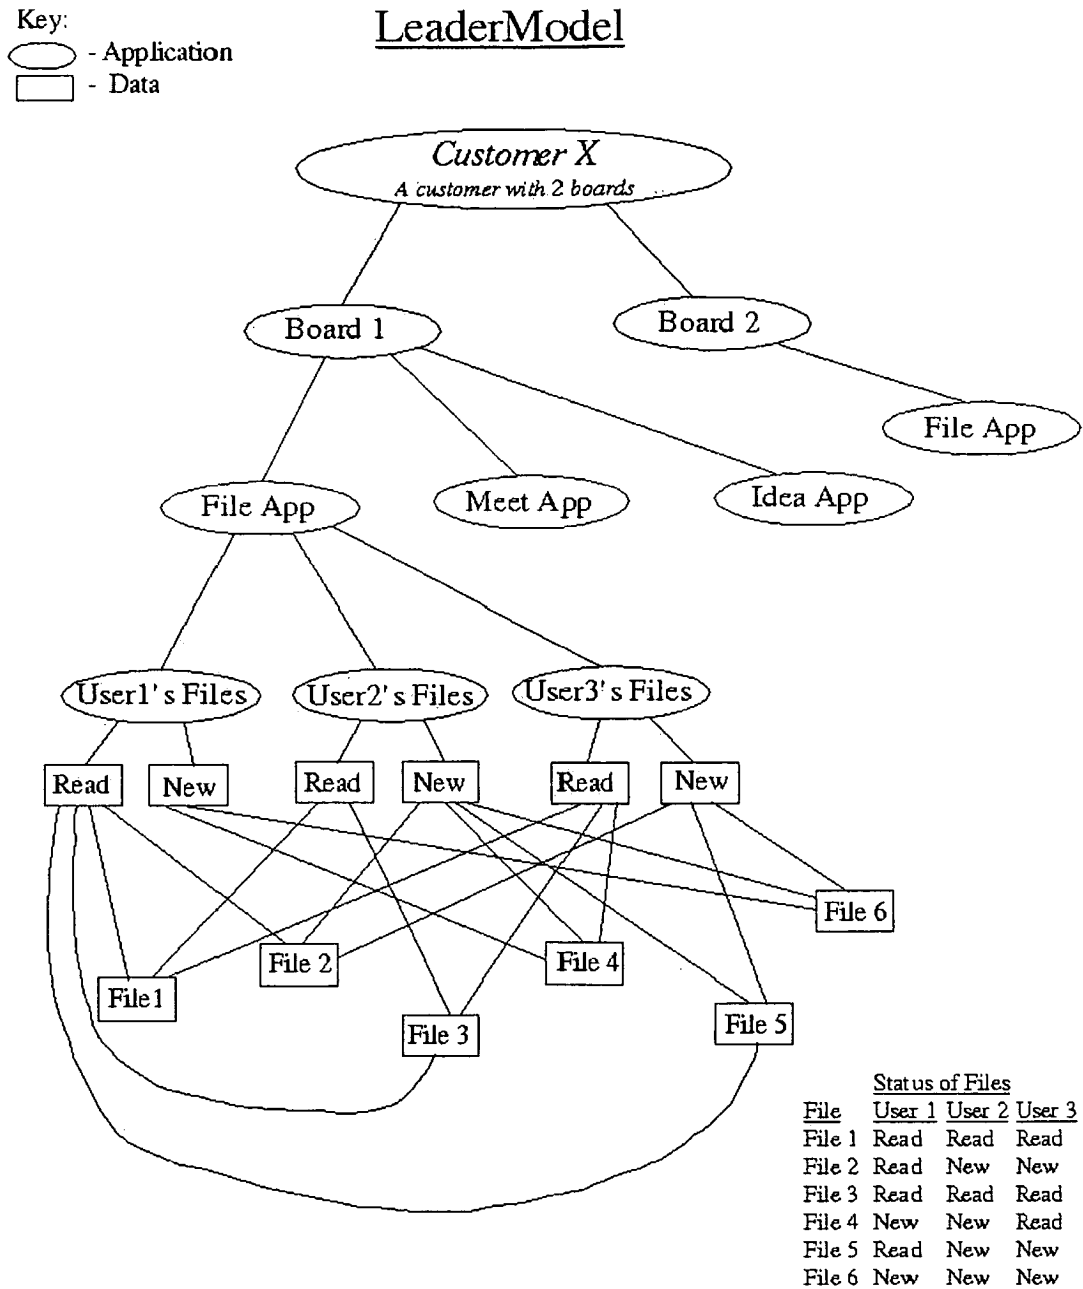 Key:
LeaderModel
- Application
- Data
Customer X
A customer with 2 boards
Board 1
Board 2
File App
File App
Meet App
Idea App
User1's Files
User2's Files
User3's Files
Read
New
Read
New
Read
New
File 6
File 2
File 4
File1
File 3
File 5
Status of Files
File User 1 User 2 User 3
File 1 Read Read Read
File 2 Read New New
File 3 Read Read Read
File 4 New New Read
File 5 Read New New
File 6 New New New